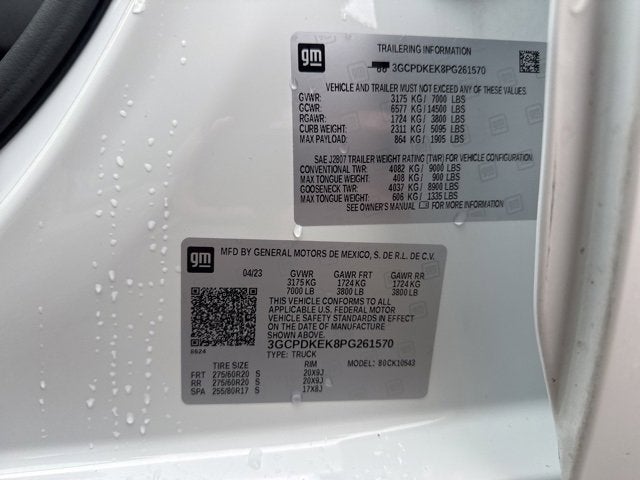 gm
TRAILERING INFORMATION
3GCPDKEK8PG261570
VEHICLE AND TRAILER MUST NOT EXCEED ANY OF THESE VALUES.
GVWR: 3175 KG / 7000 LBS
GCWR: 6577 KG / 14500 LBS
RGAWR: 1724 KG / 3800 LBS
CURB WEIGHT: 2311 KG / 5095 LBS
MAX PAYLOAD: 864 KG / 1905 LBS
SAE J2807 TRAILER WEIGHT RATING (TWR) FOR VEHICLE CONFIGURATION
CONVENTIONAL TWR: 4082 KG / 9000 LBS
MAX TONGUE WEIGHT: 408 KG / 900 LBS
GOOSENECK TWR: 4037 KG / 8900 LBS
MAX TONGUE WEIGHT: 606 KG / 1335 LBS
SEE OWNER'S MANUAL FOR MORE INFORMATION
gm
MFD BY GENERAL MOTORS DE MEXICO, S. DE R.L. DE C.V.
04/23 GVWR GAWR FRT GAWR RR
3175 KG 1724 KG 1724 KG
7000 LB 3800 LB 3800 LB
THIS VEHICLE CONFORMS TO ALL
APPLICABLE U.S. FEDERAL MOTOR
VEHICLE SAFETY STANDARDS IN EFFECT
ON THE DATE OF MANUFACTURE
SHOWN ABOVE.
3GCPDKEK8PG261570
TYPE: TRUCK
TIRE SIZE RIM MODEL: 80CK10543
FRT 275/60R20 S 20X9J
RR 275/60R20 S 20X9J
SPA 255/80R17 S 17X8J